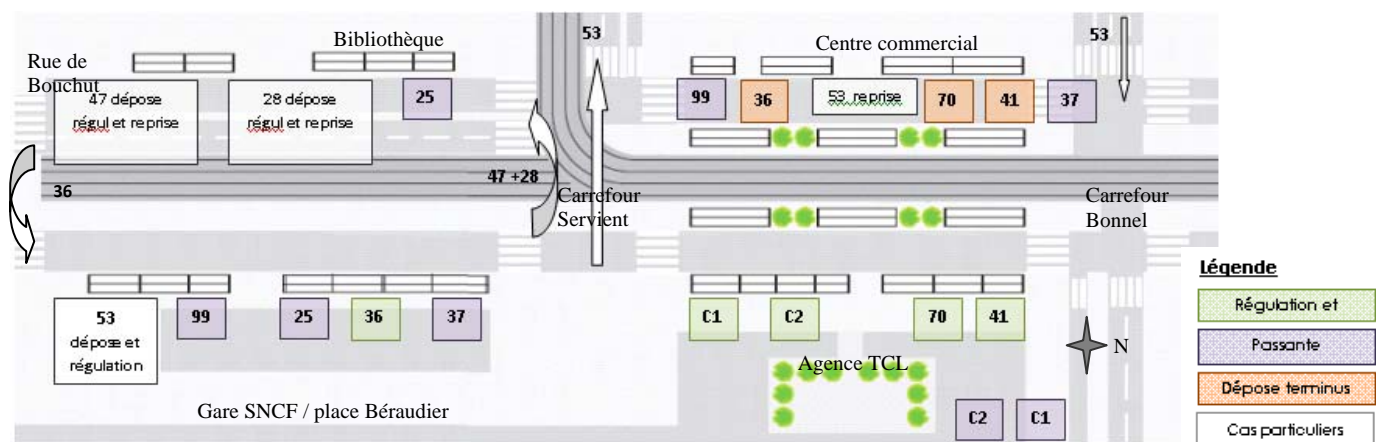 53
Bibliothèque
Centre commercial
53
Rue de
Bouchut
47 dépose
régul et reprise
28 dépose
régul et reprise
25
99
36
53 reprise
70
41
37
36
47 +28
Carrefour
Servient
Carrefour
Bonnel
53
dépose et
régulation
99
25
36
37
C1
C2
70
41
N
Agence TCL
Gare SNCF / place Béraudier
C2
C1
Légende
Régulation et
Passante
Dépose terminus
Cas particuliers